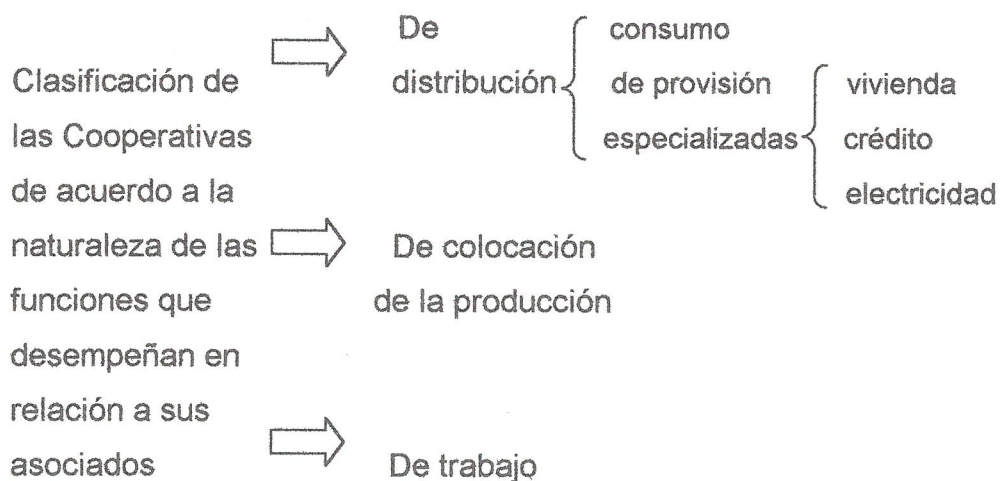 Clasificación de
las Cooperativas
de acuerdo a la
naturaleza de las
funciones que
desempeñan en
relación a sus
asociados
De
distribución
consumo
de provisión
especializadas
vivienda
crédito
electricidad
De colocación
de la producción
De trabajo